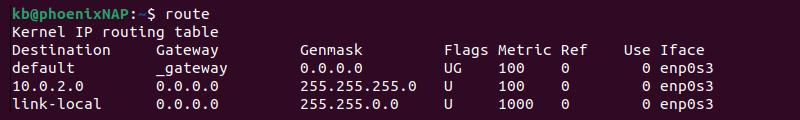 kb@phoenixNAP:~$ route
Kernel IP routing table
Destination     Gateway         Genmask         Flags Metric Ref    Use Iface
default         _gateway        0.0.0.0         UG    100    0        0 enp0s3
10.0.2.0        0.0.0.0         255.255.255.0   U     100    0        0 enp0s3
link-local      0.0.0.0         255.255.0.0     U     1000   0        0 enp0s3